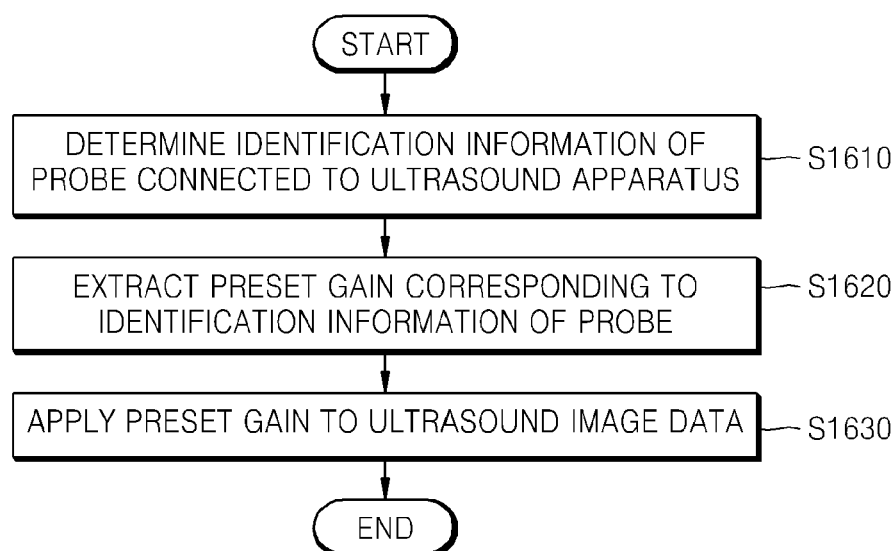 START
DETERMINE IDENTIFICATION INFORMATION OF
PROBE CONNECTED TO ULTRASOUND APPARATUS
S1610
EXTRACT PRESET GAIN CORRESPONDING TO
IDENTIFICATION INFORMATION OF PROBE
S1620
APPLY PRESET GAIN TO ULTRASOUND IMAGE DATA
S1630
END